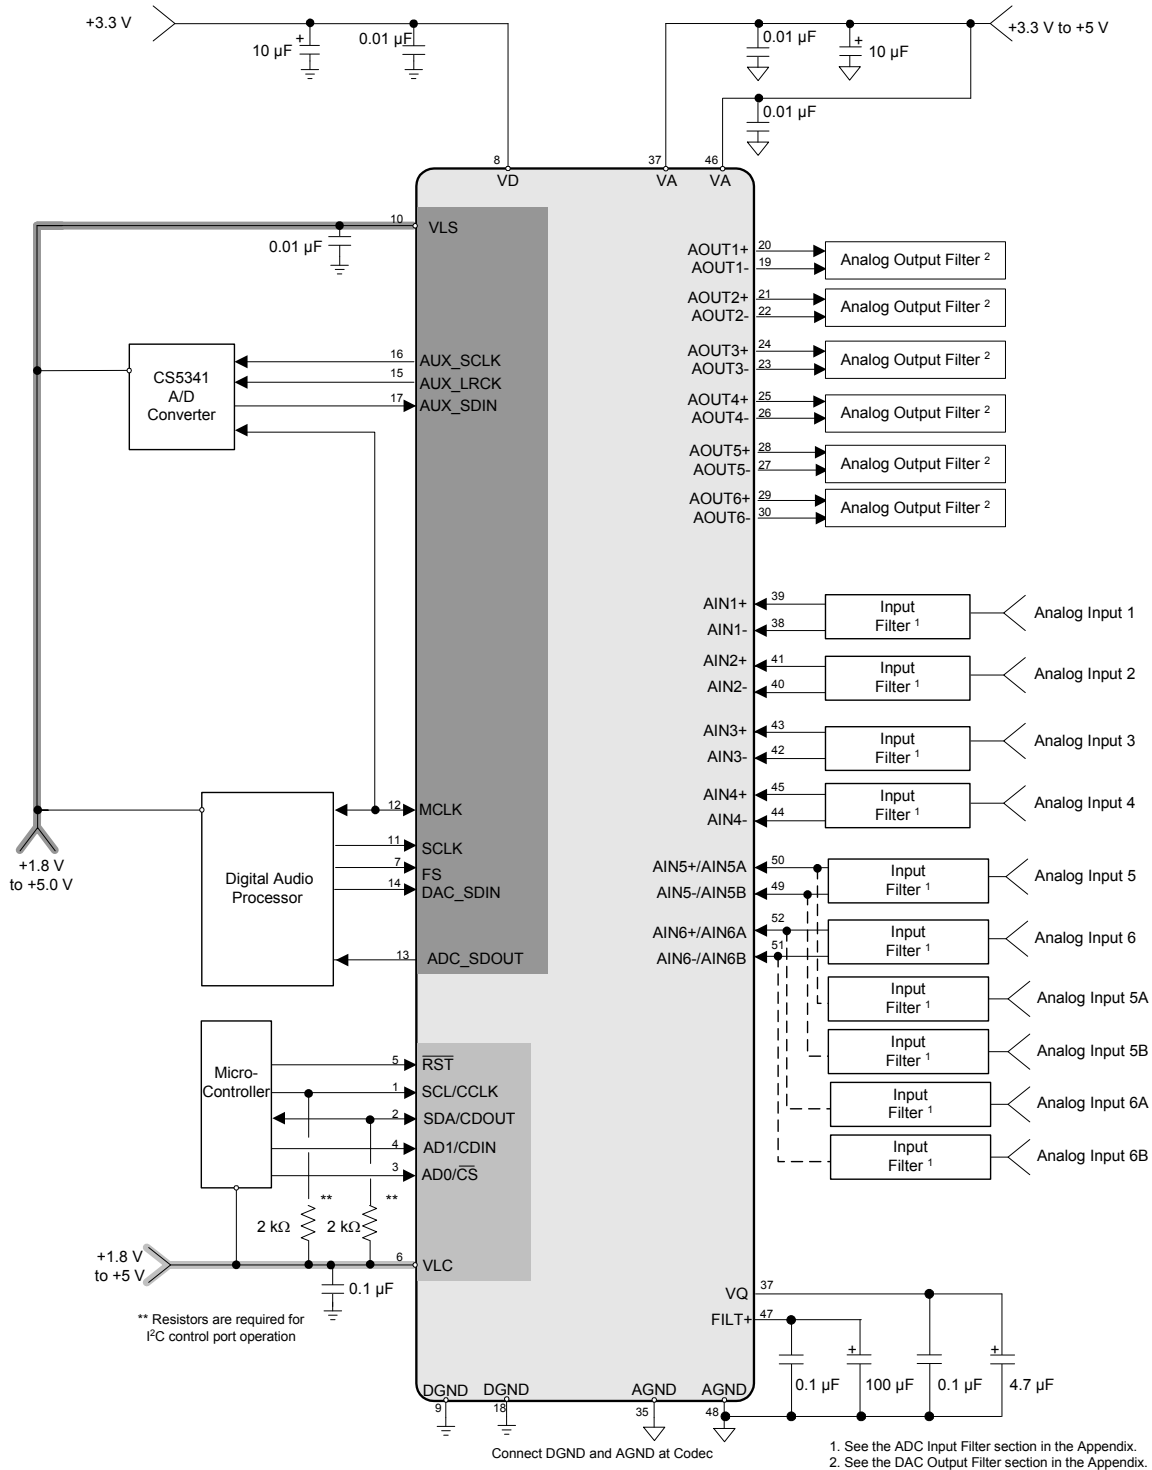 +3.3 V
10 µF
+
0.01 µF
0.01 µF
+
10 µF
+3.3 V to +5 V
0.01 µF
8
VD
37
VA
46
VA
10
VLS
0.01 µF
CS5341
A/D
Converter
16
AUX_SCLK
15
AUX_LRCK
17
AUX_SDIN
AOUT1+
20
AOUT1-
19
Analog Output Filter 2
AOUT2+
21
AOUT2-
22
Analog Output Filter 2
AOUT3+
24
AOUT3-
23
Analog Output Filter 2
AOUT4+
25
AOUT4-
26
Analog Output Filter 2
AOUT5+
28
AOUT5-
27
Analog Output Filter 2
AOUT6+
29
AOUT6-
30
Analog Output Filter 2
AIN1+
39
AIN1-
38
Input
Filter 1
Analog Input 1
AIN2+
41
AIN2-
40
Input
Filter 1
Analog Input 2
AIN3+
43
AIN3-
42
Input
Filter 1
Analog Input 3
AIN4+
45
AIN4-
44
Input
Filter 1
Analog Input 4
AIN5+/AIN5A
50
AIN5-/AIN5B
49
Input
Filter 1
Analog Input 5
AIN6+/AIN6A
52
AIN6-/AIN6B
51
Input
Filter 1
Analog Input 6
Input
Filter 1
Analog Input 5A
Input
Filter 1
Analog Input 5B
Input
Filter 1
Analog Input 6A
Input
Filter 1
Analog Input 6B
+1.8 V
to +5.0 V
Digital Audio
Processor
12
MCLK
11
SCLK
7
FS
14
DAC_SDIN
13
ADC_SDOUT
Micro-
Controller
5
RST
1
SCL/CCLK
2
SDA/CDOUT
4
AD1/CDIN
3
AD0/CS
**
**
2 kΩ
2 kΩ
+1.8 V
to +5 V
6
VLC
0.1 µF
** Resistors are required for
I2C control port operation
VQ
37
FILT+
47
0.1 µF
+
100 µF
0.1 µF
+
4.7 µF
DGND
9
DGND
18
AGND
35
AGND
48
Connect DGND and AGND at Codec
1. See the ADC Input Filter section in the Appendix.
2. See the DAC Output Filter section in the Appendix.